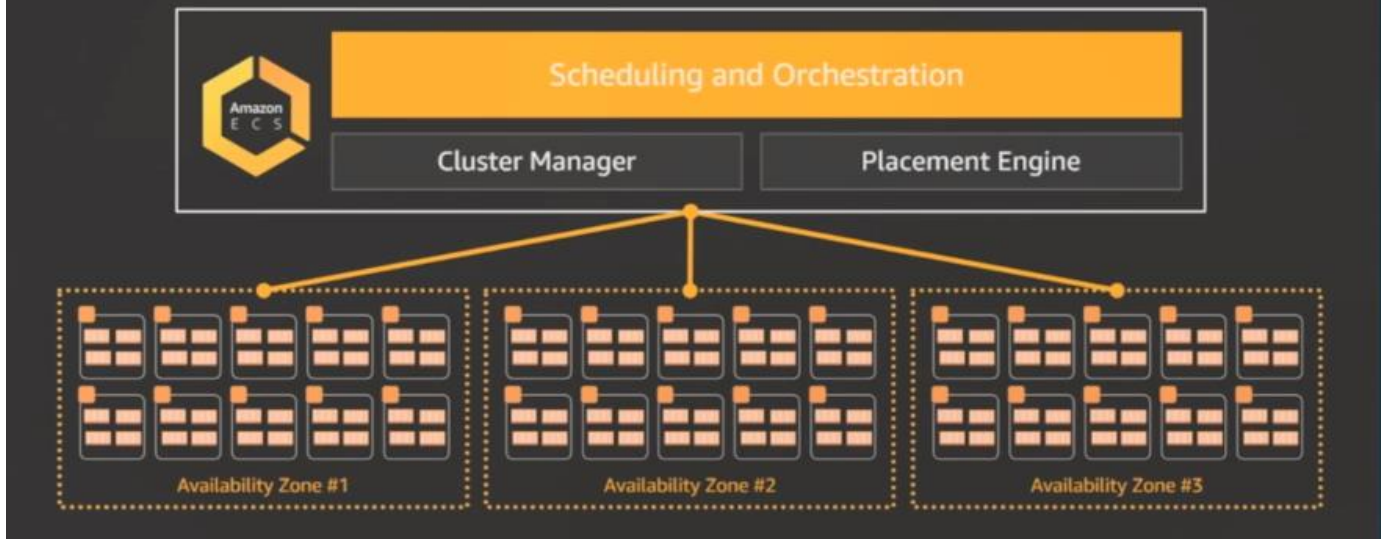 Scheduling and Orchestration
Amazon
ECS
Cluster Manager
Placement Engine
Availability Zone #1
Availability Zone #2
Availability Zone #3